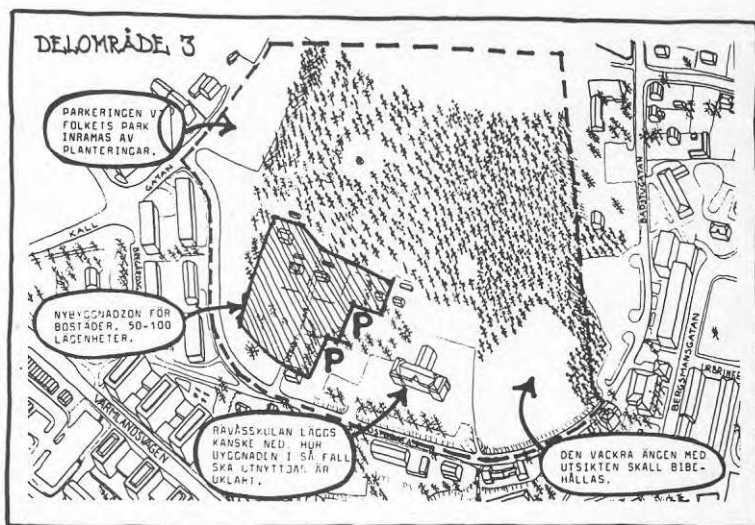 DELOMRÅDE 3
PARKERINGEN VID
FOLKETS PARK
INRAMAS AV
PLANTERINGAR.
KALL
GATAN
NYBYGGNADZON FÖR
BOSTÄDER. 50-100
LÄGENHETER.
P
P
VÄRMLANDSVÄGEN
RÄVÅSSKOLAN LÄGGS
KANSKE NED. HUR
BYGGNADEN I SÅ FALL
SKA UTNYTTJAS ÄR
OKLART.
DEN VACKRA ÄNGEN MED
UTSIKTEN SKALL BIBE-
HÅLLAS.
BADSTUGATAN
BERGSMANSGATAN